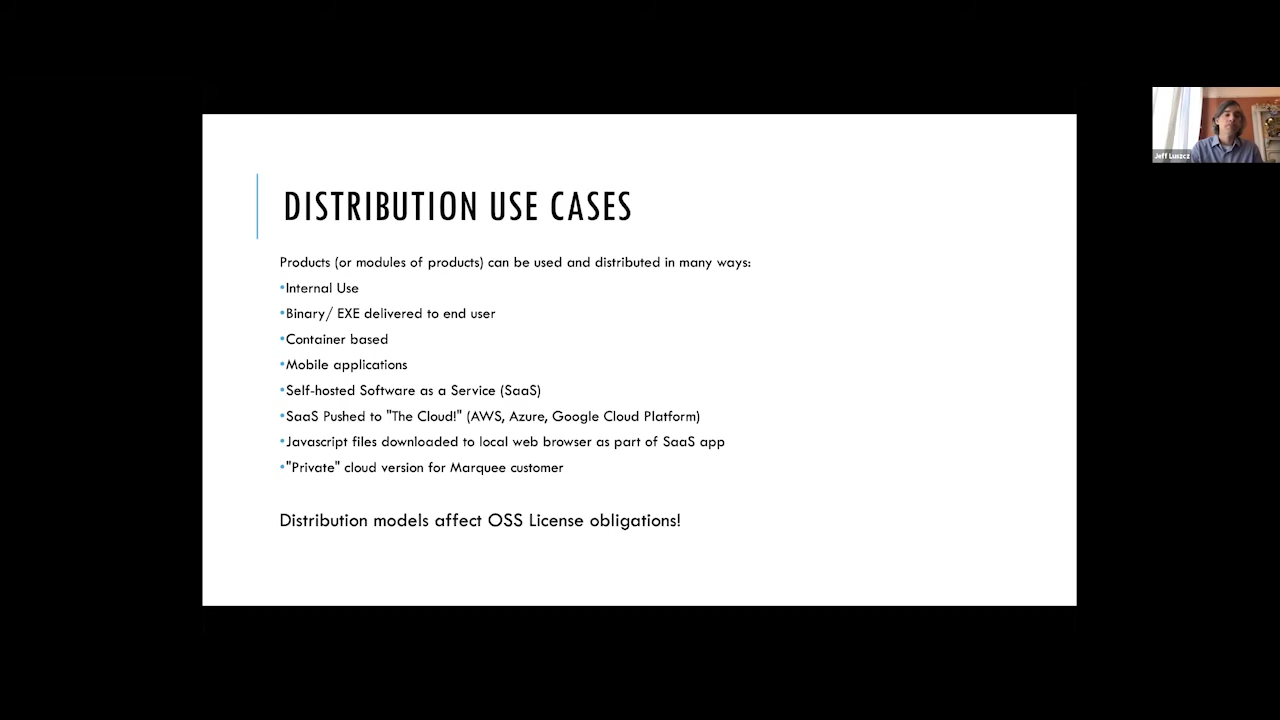 DISTRIBUTION USE CASES
Products (or modules of products) can be used and distributed in many ways:
•Internal Use
•Binary/ EXE delivered to end user
•Container based
•Mobile applications
•Self-hosted Software as a Service (SaaS)
•SaaS Pushed to "The Cloud!" (AWS, Azure, Google Cloud Platform)
•Javascript files downloaded to local web browser as part of SaaS app
•"Private" cloud version for Marquee customer
Distribution models affect OSS License obligations!
Jeff Luszcz